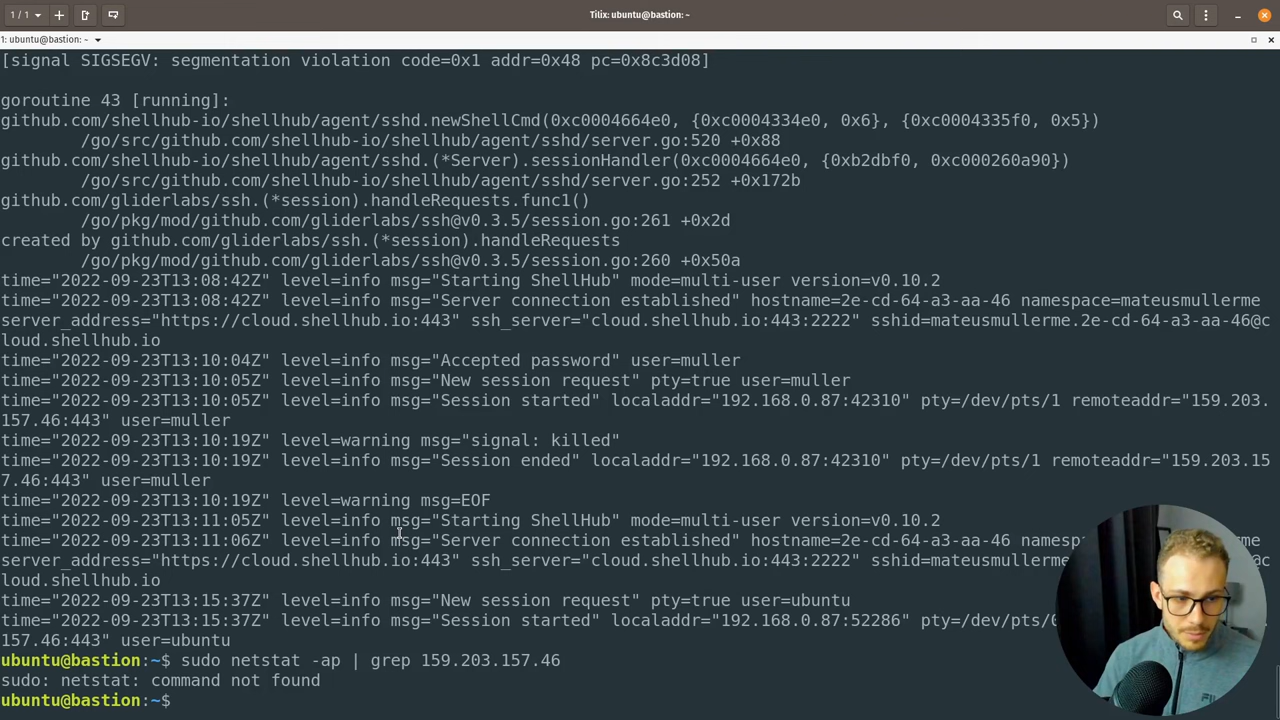 1 / 1
Tilix: ubuntu@bastion: ~
1: ubuntu@bastion: ~
[signal SIGSEGV: segmentation violation code=0x1 addr=0x48 pc=0x8c3d08]
goroutine 43 [running]:
github.com/shellhub-io/shellhub/agent/sshd.newShellCmd(0xc0004664e0, {0xc0004334e0, 0x6}, {0xc0004335f0, 0x5})
/go/src/github.com/shellhub-io/shellhub/agent/sshd/server.go:520 +0x88
github.com/shellhub-io/shellhub/agent/sshd.(*Server).sessionHandler(0xc0004664e0, {0xb2dbf0, 0xc000260a90})
/go/src/github.com/shellhub-io/shellhub/agent/sshd/server.go:252 +0x172b
github.com/gliderlabs/ssh.(*session).handleRequests.func1()
/go/pkg/mod/github.com/gliderlabs/ssh@v0.3.5/session.go:261 +0x2d
created by github.com/gliderlabs/ssh.(*session).handleRequests
/go/pkg/mod/github.com/gliderlabs/ssh@v0.3.5/session.go:260 +0x50a
time="2022-09-23T13:08:42Z" level=info msg="Starting ShellHub" mode=multi-user version=v0.10.2
time="2022-09-23T13:08:42Z" level=info msg="Server connection established" hostname=2e-cd-64-a3-aa-46 namespace=mateusmullerme
server_address="https://cloud.shellhub.io:443" ssh_server="cloud.shellhub.io:443:2222" sshid=mateusmullerme.2e-cd-64-a3-aa-46@c
loud.shellhub.io
time="2022-09-23T13:10:04Z" level=info msg="Accepted password" user=muller
time="2022-09-23T13:10:05Z" level=info msg="New session request" pty=true user=muller
time="2022-09-23T13:10:05Z" level=info msg="Session started" localaddr="192.168.0.87:42310" pty=/dev/pts/1 remoteaddr="159.203.
157.46:443" user=muller
time="2022-09-23T13:10:19Z" level=warning msg="signal: killed"
time="2022-09-23T13:10:19Z" level=info msg="Session ended" localaddr="192.168.0.87:42310" pty=/dev/pts/1 remoteaddr="159.203.15
7.46:443" user=muller
time="2022-09-23T13:10:19Z" level=warning msg=EOF
time="2022-09-23T13:11:05Z" level=info msg="Starting ShellHub" mode=multi-user version=v0.10.2
time="2022-09-23T13:11:06Z" level=info msg="Server connection established" hostname=2e-cd-64-a3-aa-46
server_address="https://cloud.shellhub.io:443" ssh_server="cloud.shellhub.io:443:2222"
loud.shellhub.io
time="2022-09-23T13:15:37Z" level=info msg="New session request" pty=true user=ubuntu
time="2022-09-23T13:15:37Z" level=info msg="Session started" localaddr="192.168.0.87:52286"
157.46:443" user=ubuntu
ubuntu@bastion:~$ sudo netstat -ap | grep 159.203.157.46
sudo: netstat: command not found
ubuntu@bastion:~$